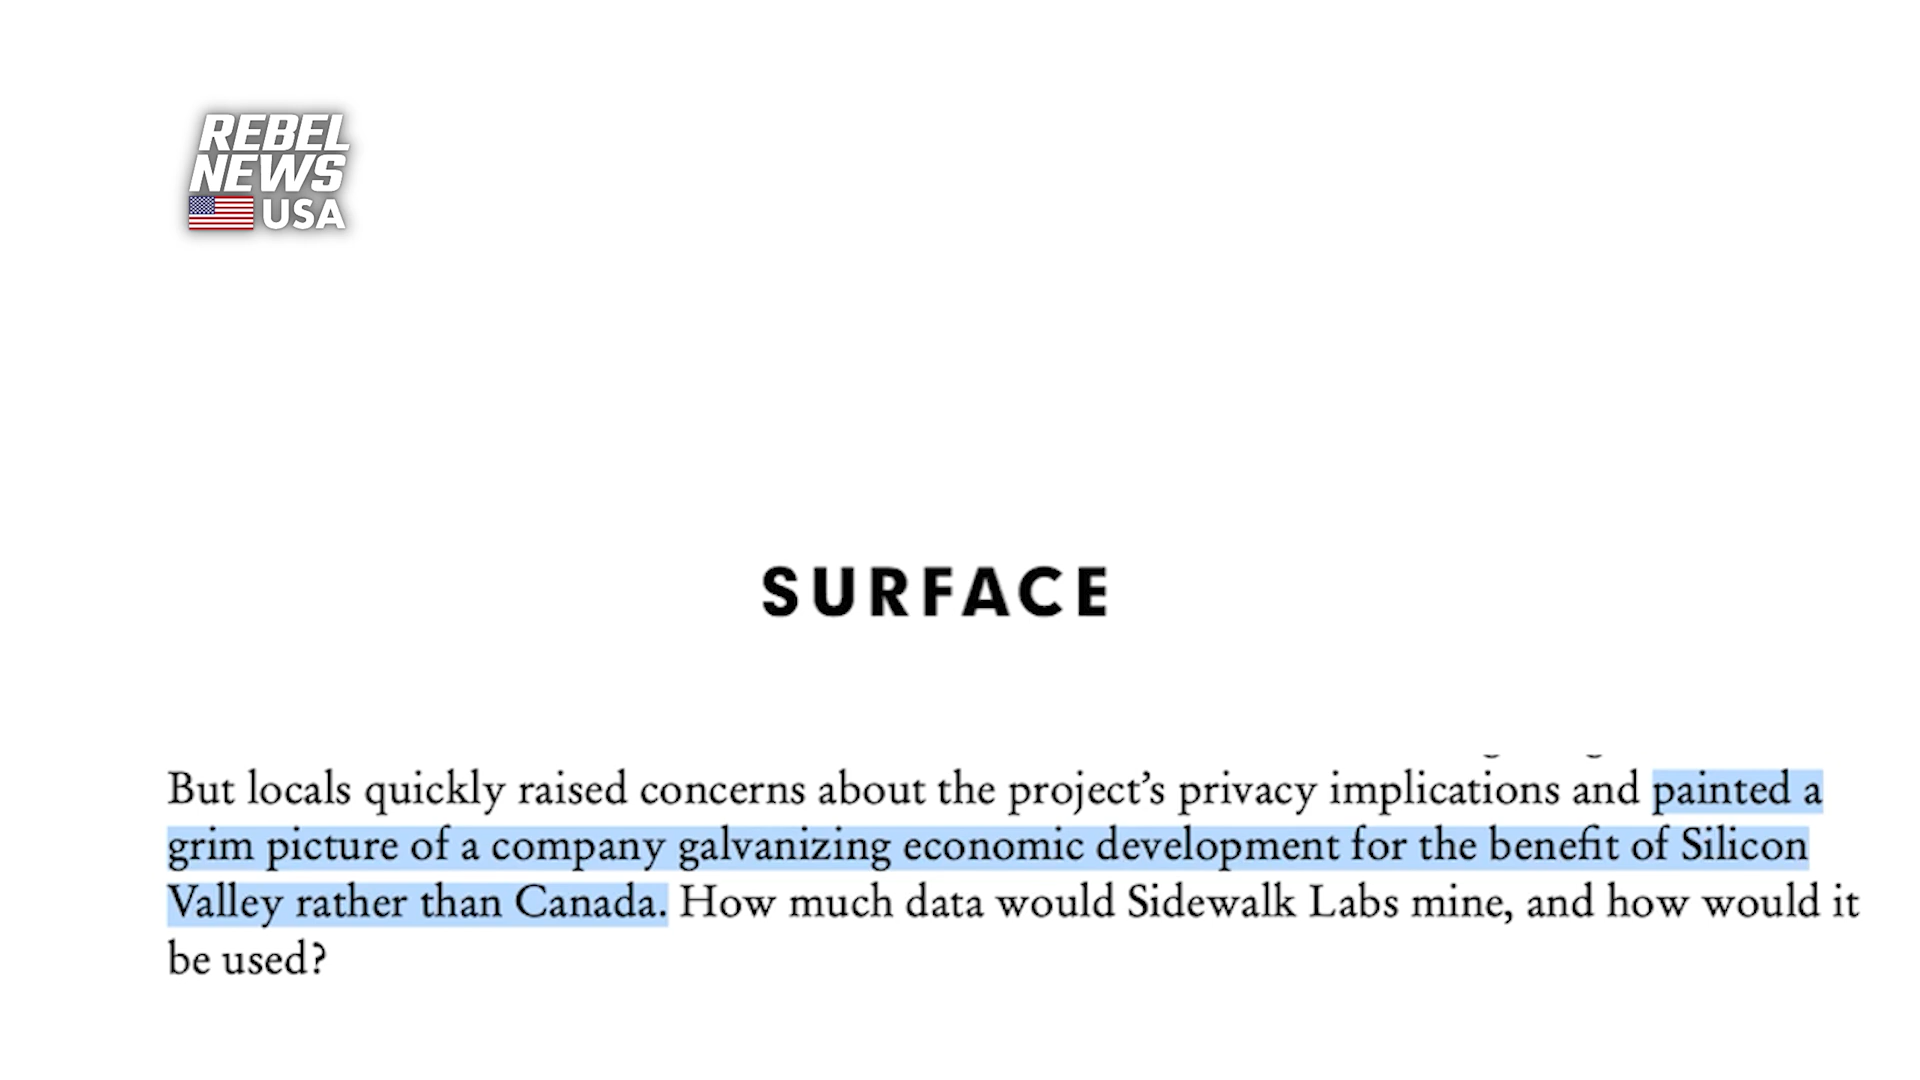 REBEL
NEWS
USA
SURFACE
But locals quickly raised concerns about the project’s privacy implications and painted a
grim picture of a company galvanizing economic development for the benefit of Silicon
Valley rather than Canada. How much data would Sidewalk Labs mine, and how would it
be used?